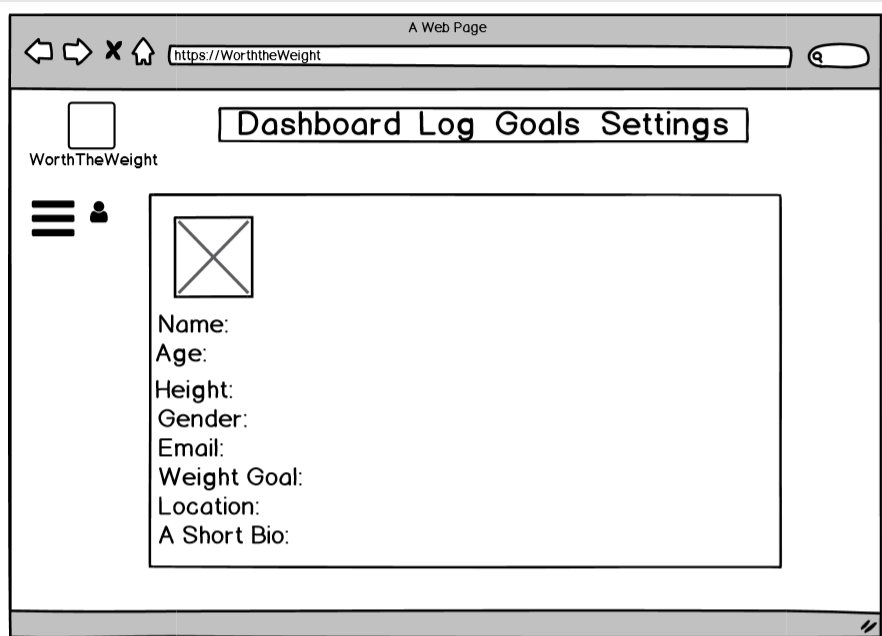 A Web Page
https://WorththeWeight
Dashboard Log Goals Settings
WorthTheWeight
Name:
Age:
Height:
Gender:
Email:
Weight Goal:
Location:
A Short Bio: